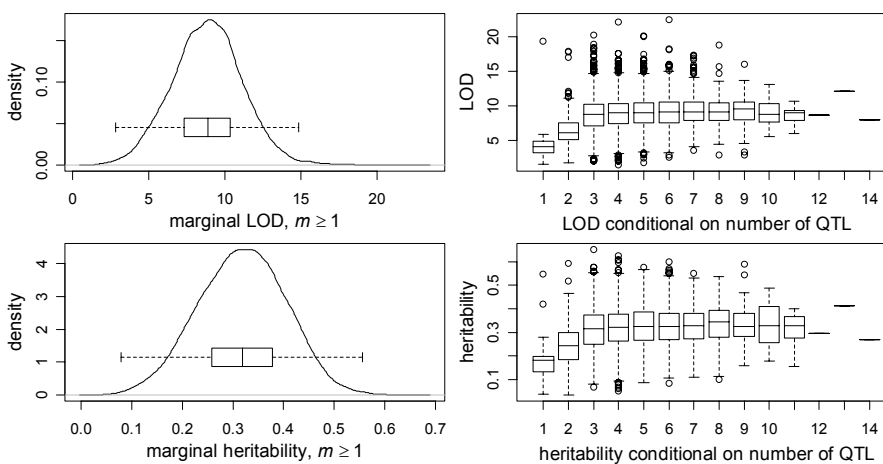 density
0.00
0.10
0 5 10 15 20
marginal LOD, m ≥ 1
LOD
5
10
15
20
1 2 3 4 5 6 7 8 9 10 12 14
LOD conditional on number of QTL
density
0
1
2
3
4
0.0 0.1 0.2 0.3 0.4 0.5 0.6 0.7
marginal heritability, m ≥ 1
heritability
0.1
0.3
0.5
1 2 3 4 5 6 7 8 9 10 12 14
heritability conditional on number of QTL